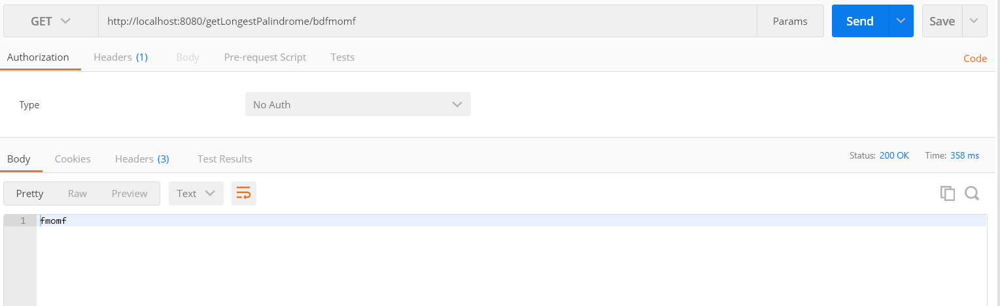 GET http://localhost:8080/getLongestPalindrome/bdfmomf Params Send Save
Authorization Headers (1) Body Pre-request Script Tests Code
Type No Auth
Body Cookies Headers (3) Test Results Status: 200 OK Time: 358 ms
Pretty Raw Preview Text
1 fmomf